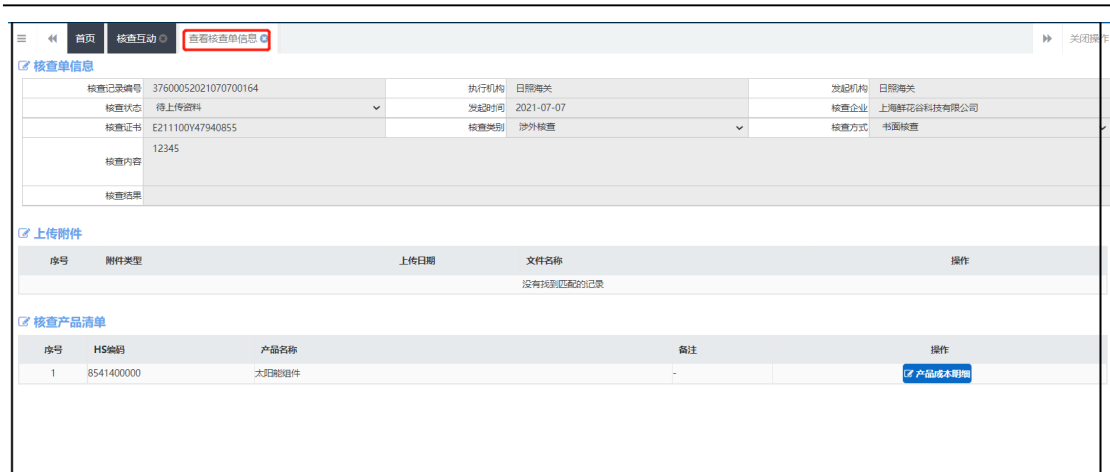 首页 核查互动 查看核查单信息 关闭操作
核查单信息
核查记录编号 37600052021070700164 执行机构 日照海关 发起机构 日照海关
核查状态 待上传资料 发起时间 2021-07-07 核查企业 上海鲜花谷科技有限公司
核查证书 E211100Y47940855 核查类别 涉外核查 核查方式 书面核查
核查内容 12345
核查结果
上传附件
序号 附件类型 上传日期 文件名称 操作
没有找到匹配的记录
核查产品清单
序号 HS编码 产品名称 备注 操作
1 8541400000 太阳能组件 - 产品成本明细